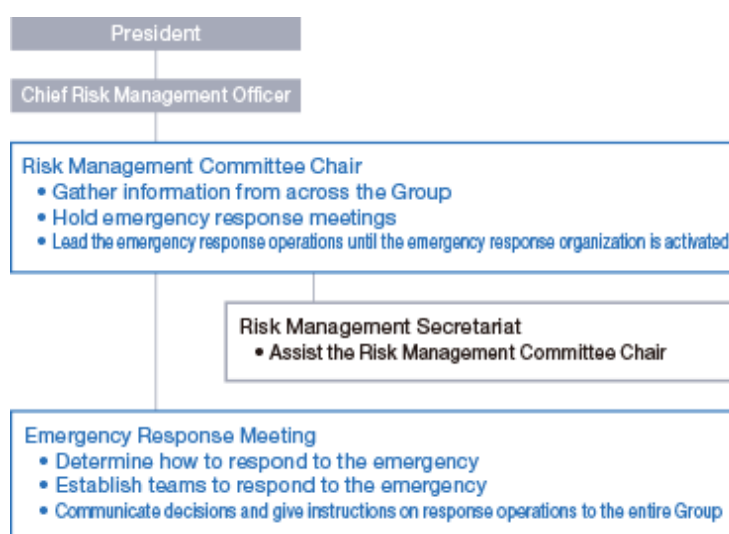 President
Chief Risk Management Officer
Risk Management Committee Chair
• Gather information from across the Group
• Hold emergency response meetings
• Lead the emergency response operations until the emergency response organization is activated
Risk Management Secretariat
• Assist the Risk Management Committee Chair
Emergency Response Meeting
• Determine how to respond to the emergency
• Establish teams to respond to the emergency
• Communicate decisions and give instructions on response operations to the entire Group